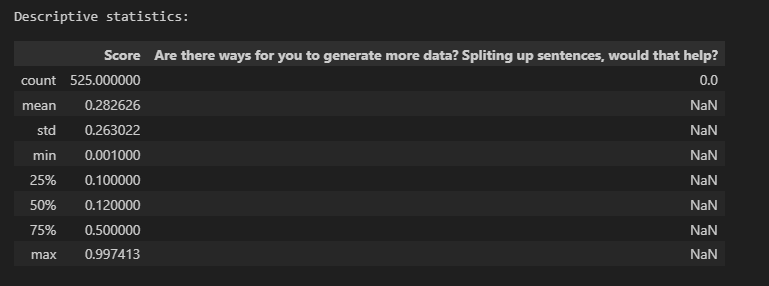 Descriptive statistics:
Score Are there ways for you to generate more data? Spliting up sentences, would that help?
count 525.000000 0.0
mean 0.282626 NaN
std 0.263022 NaN
min 0.001000 NaN
25% 0.100000 NaN
50% 0.120000 NaN
75% 0.500000 NaN
max 0.997413 NaN